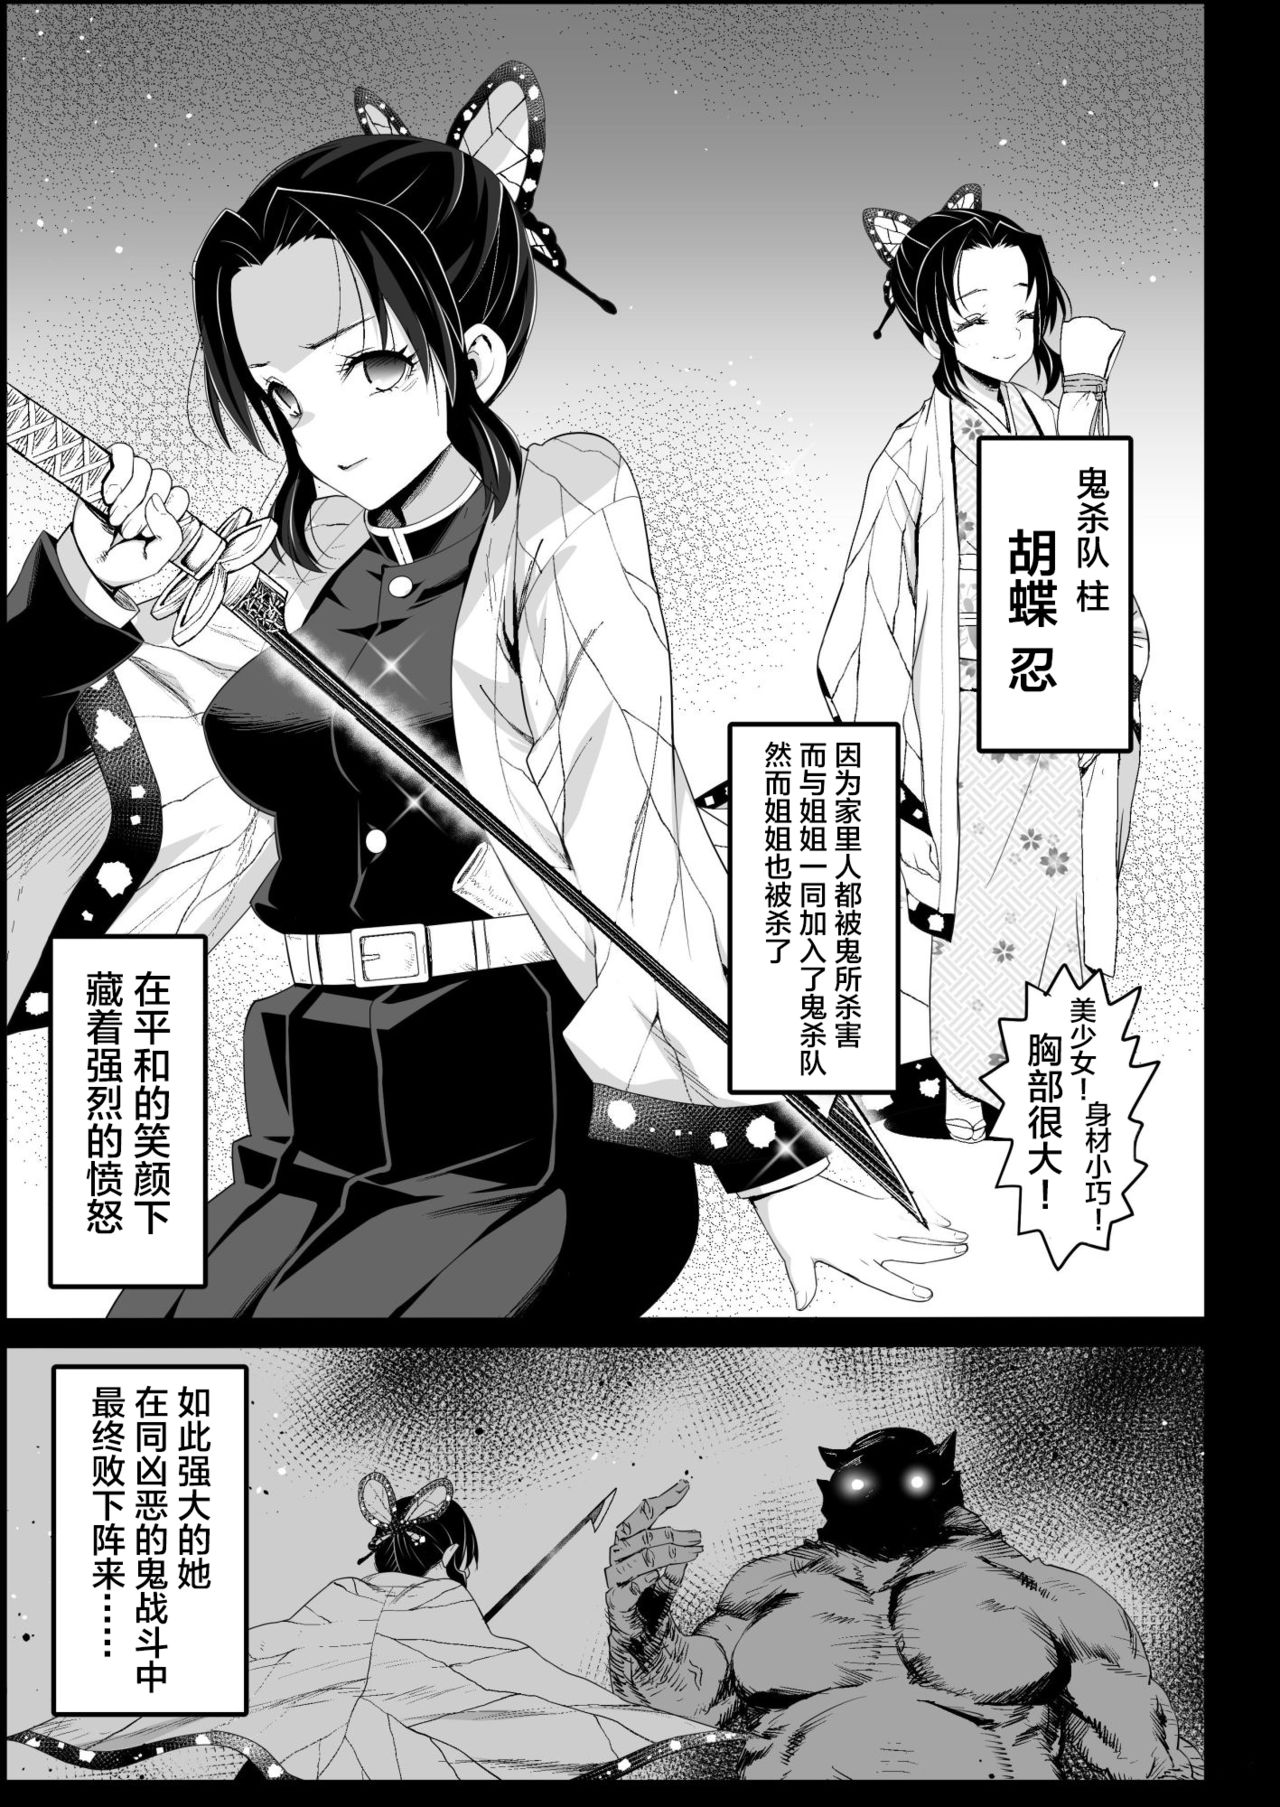 鬼杀队 柱
胡蝶 忍
美少女！
身材小巧！
胸部很大！
因为家里人都被鬼所杀害
而与姐姐一同加入了鬼杀队
然而姐姐也被杀了
在平和的笑颜下
藏着强烈的愤怒
如此强大的她
在同凶恶的鬼战斗中
最终败下阵来……